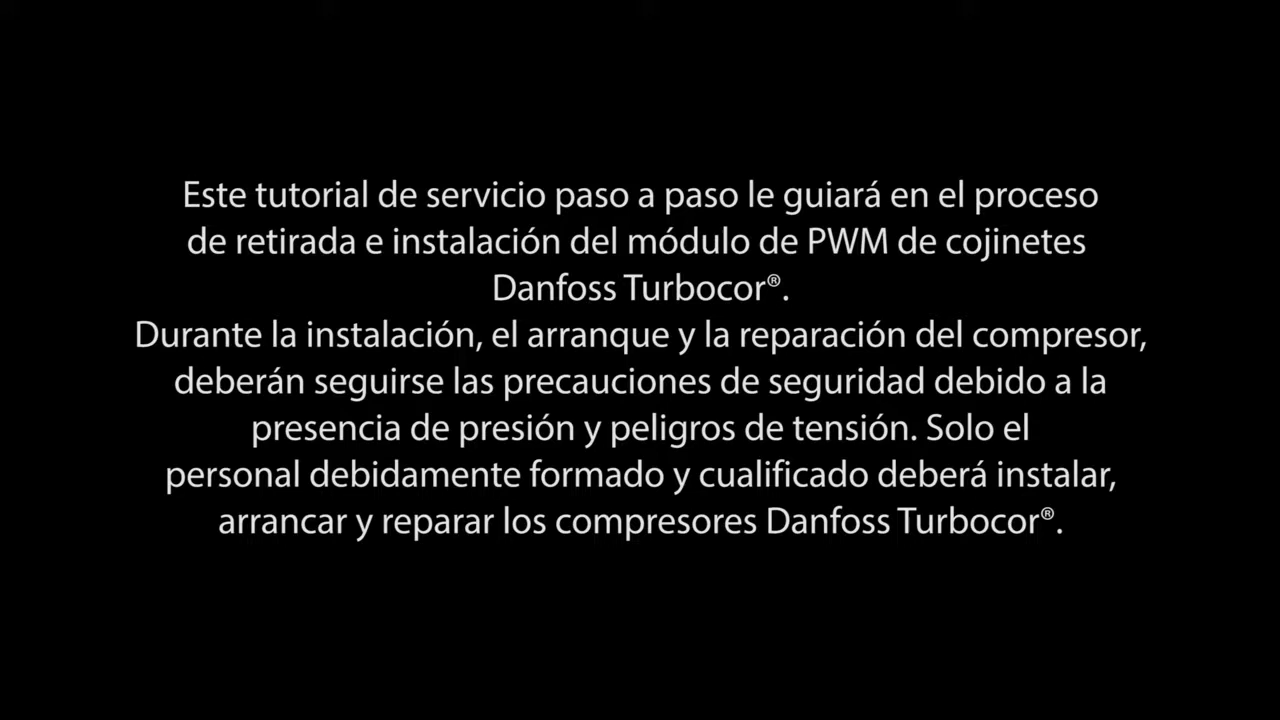 Este tutorial de servicio paso a paso le guiará en el proceso
de retirada e instalación del módulo de PWM de cojinetes
Danfoss Turbocor®.
Durante la instalación, el arranque y la reparación del compresor,
deberán seguirse las precauciones de seguridad debido a la
presencia de presión y peligros de tensión. Solo el
personal debidamente formado y cualificado deberá instalar,
arrancar y reparar los compresores Danfoss Turbocor®.